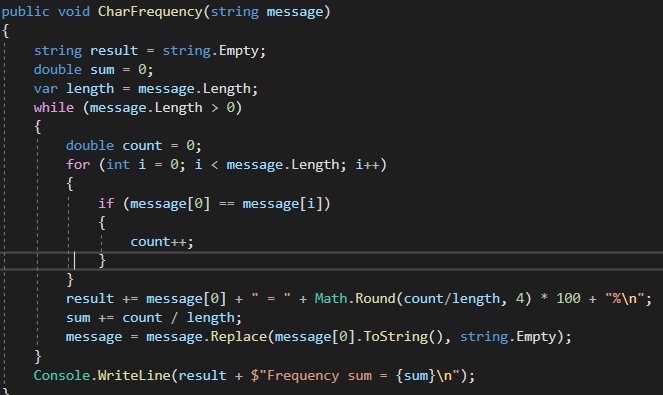 public void CharFrequency(string message)
{
    string result = string.Empty;
    double sum = 0;
    var length = message.Length;
    while (message.Length > 0)
    {
        double count = 0;
        for (int i = 0; i < message.Length; i++)
        {
            if (message[0] == message[i])
            {
                count++;
            }
        }
        result += message[0] + " = " + Math.Round(count/length, 4) * 100 + "%\n";
        sum += count / length;
        message = message.Replace(message[0].ToString(), string.Empty);
    }
    Console.WriteLine(result + $"Frequency sum = {sum}\n");
}